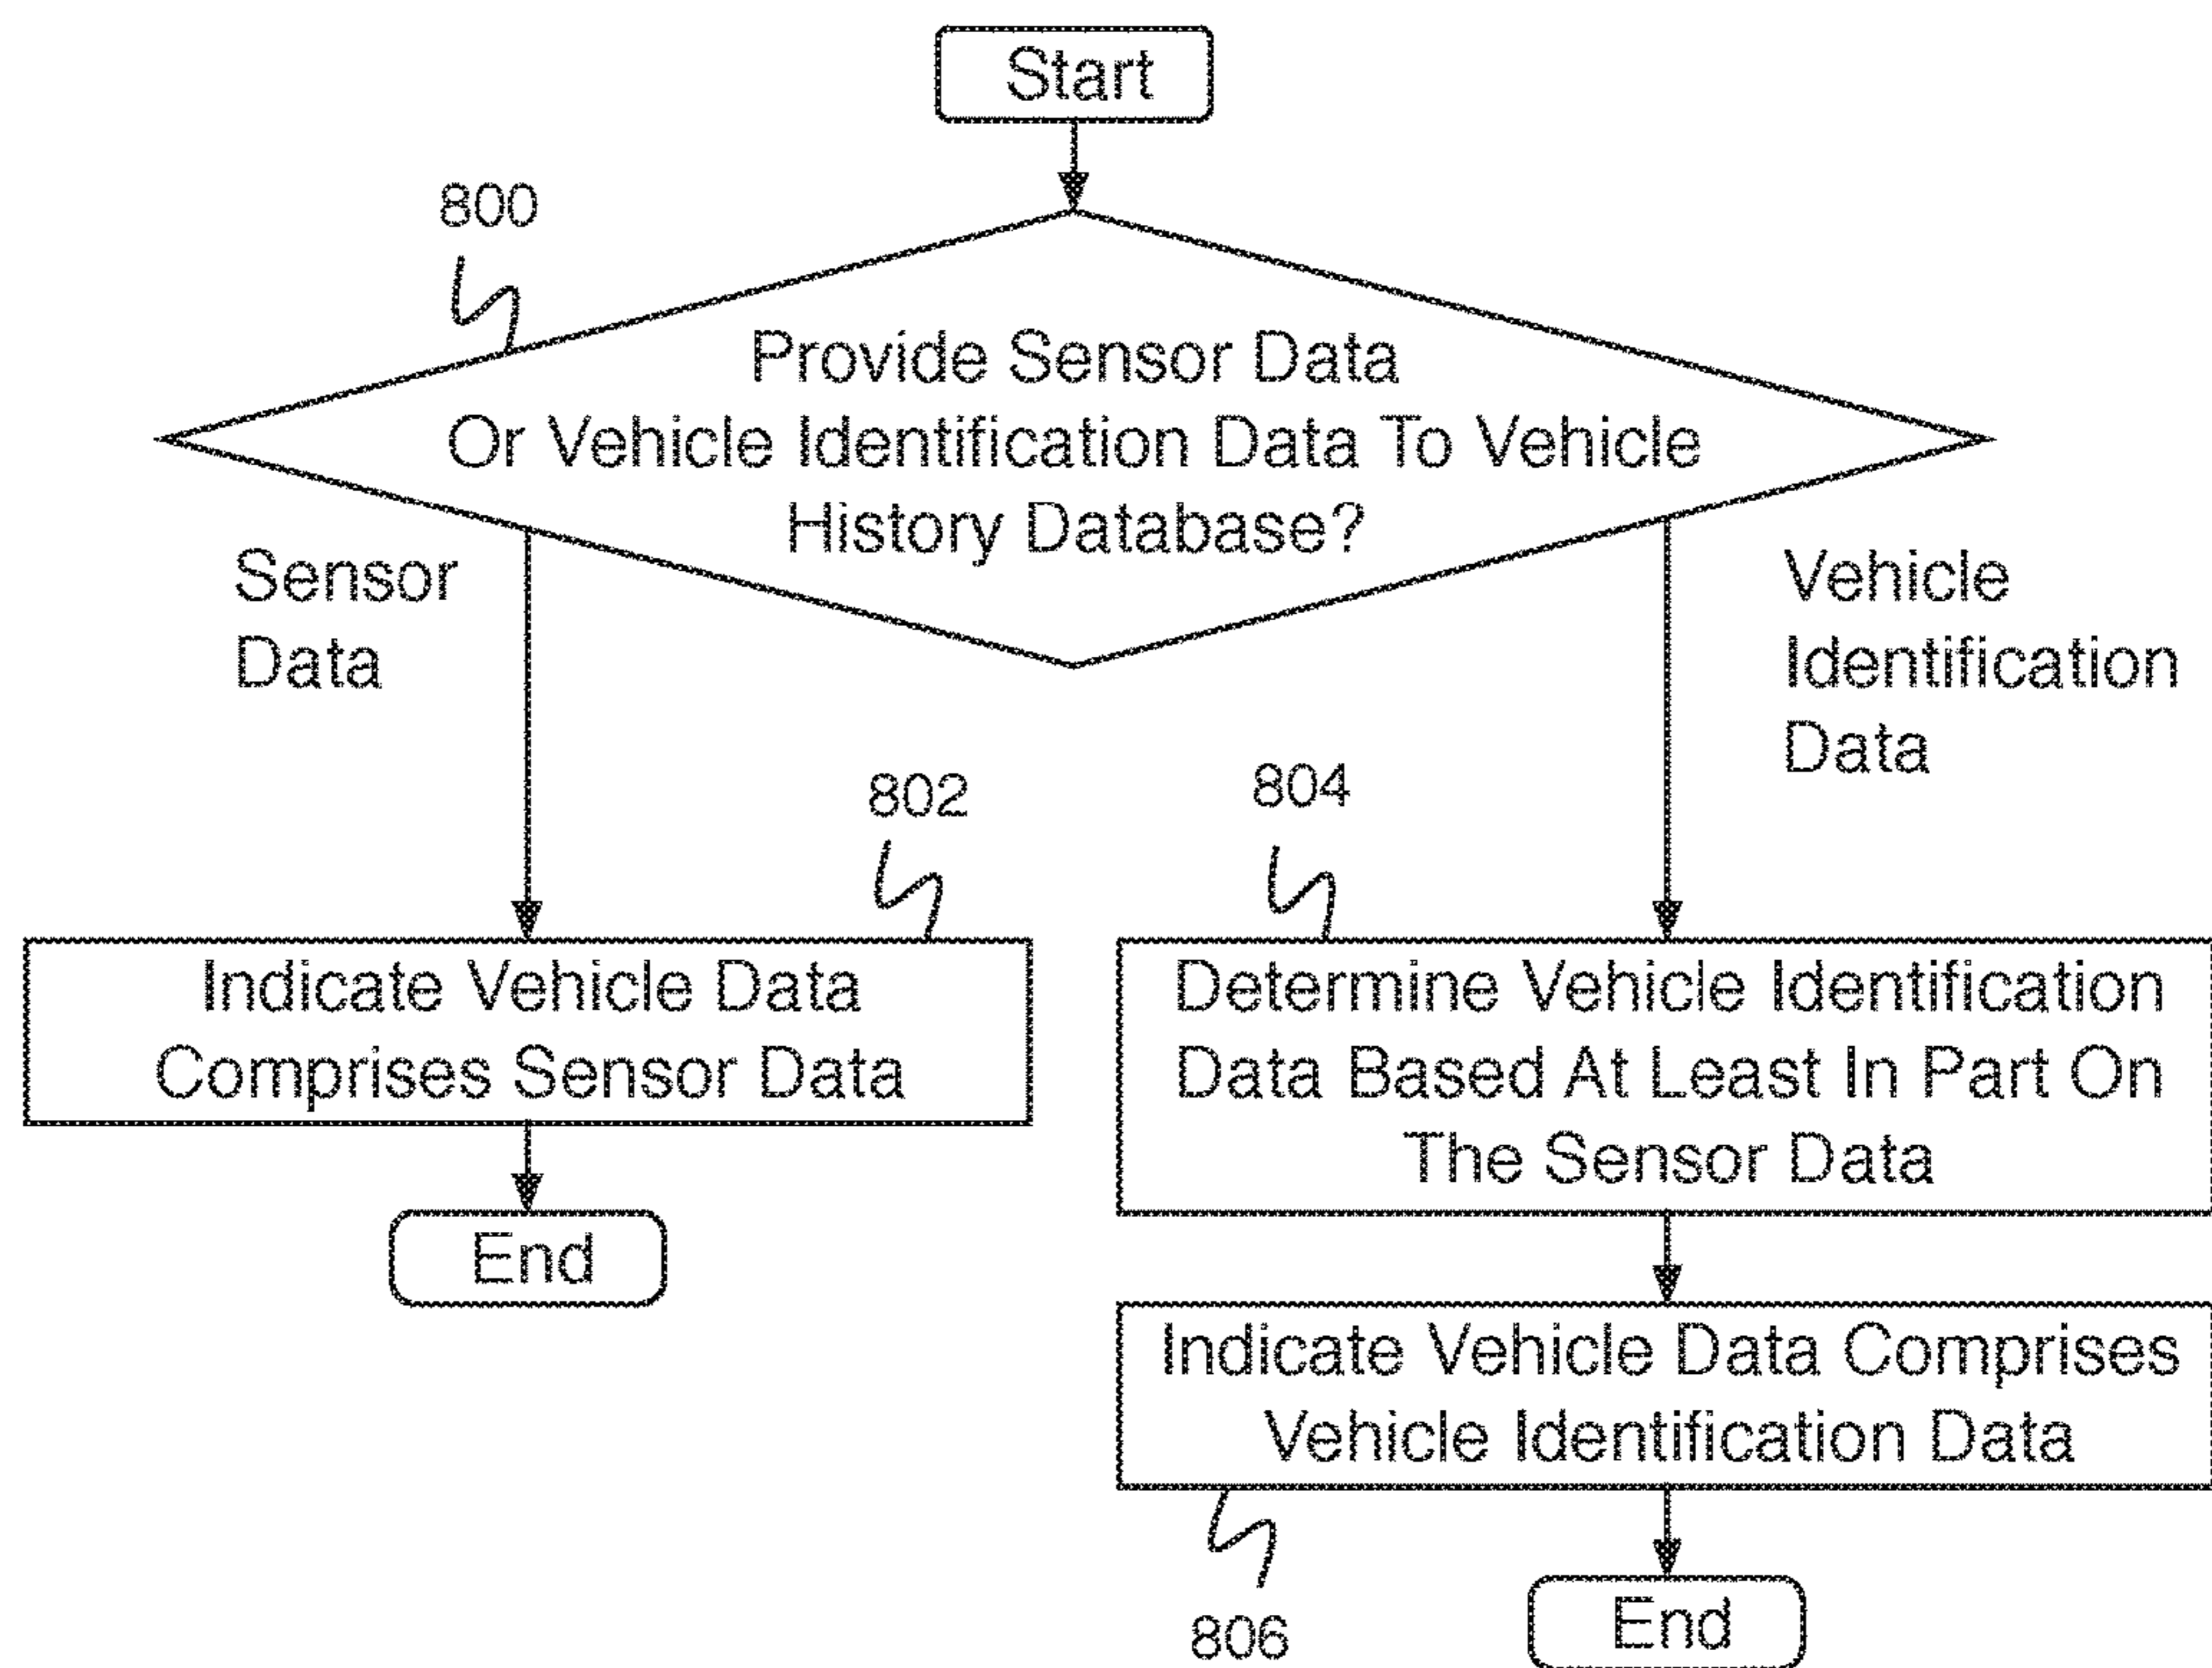 Start
800
Provide Sensor Data
Or Vehicle Identification Data To Vehicle
History Database?
Sensor
Data
Vehicle
Identification
Data
802
804
Indicate Vehicle Data
Comprises Sensor Data
Determine Vehicle Identification
Data Based At Least In Part On
The Sensor Data
End
Indicate Vehicle Data Comprises
Vehicle Identification Data
806
End